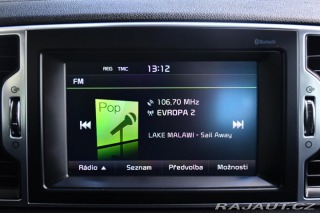 Bluetooth
REG TMC 13:12
FM
Pop
106.70 MHz
EVROPA 2
LAKE MALAWI - Sail Away
Rádio ▲ Seznam Předvolba Možnosti
RAJAUT.CZ